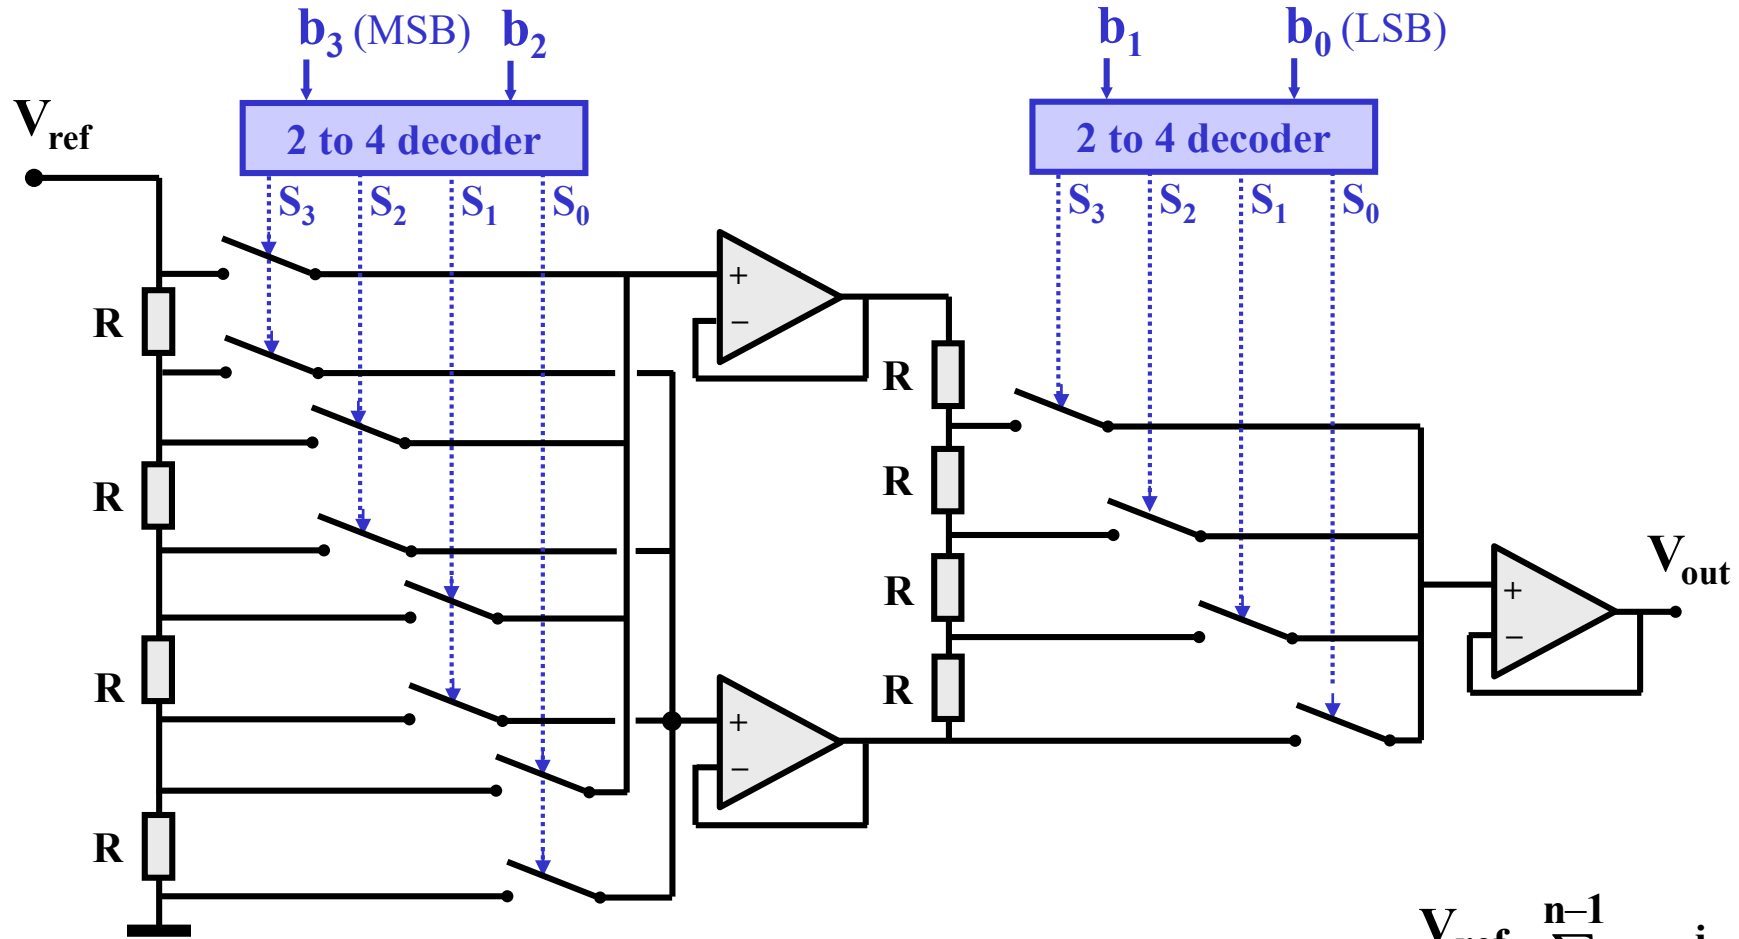 b3 (MSB) b2 b1 b0 (LSB)
Vref
2 to 4 decoder 2 to 4 decoder
S3 S2 S1 S0 S3 S2 S1 S0
+
−
R
R
R
R
R
R
R
R
+
−
+
−
Vout
n−1
Vref i